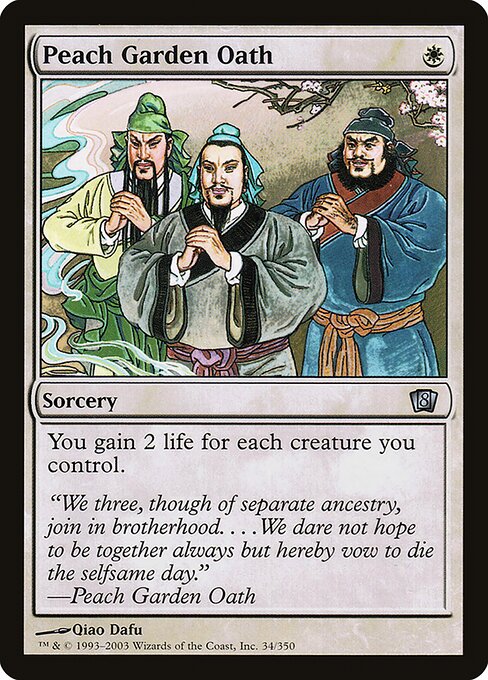 Peach Garden Oath
Sorcery
8
You gain 2 life for each creature you
control.
“We three, though of separate ancestry,
join in brotherhood. . . .We dare not hope
to be together always but hereby vow to die
the selfsame day.”
—Peach Garden Oath
Qiao Dafu
™ & © 1993–2003 Wizards of the Coast, Inc. 34/350